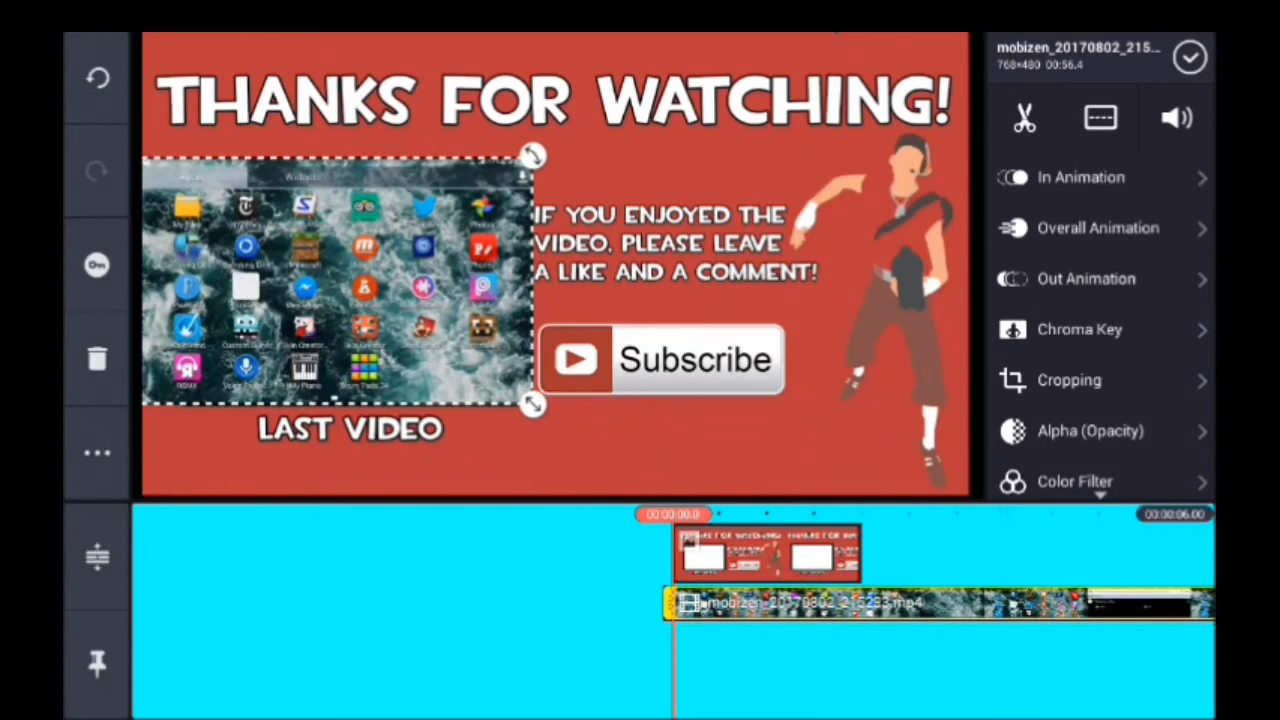 mobizen_20170802_215...
768×480 00:56.4
THANKS FOR WATCHING!
In Animation
IF YOU ENJOYED THE
VIDEO, PLEASE LEAVE
A LIKE AND A COMMENT!
Overall Animation
Out Animation
Chroma Key
Subscribe
Cropping
LAST VIDEO
Alpha (Opacity)
Color Filter
00:00:00.0
00:00:06.00
mobizen_20170802_215233.mp4